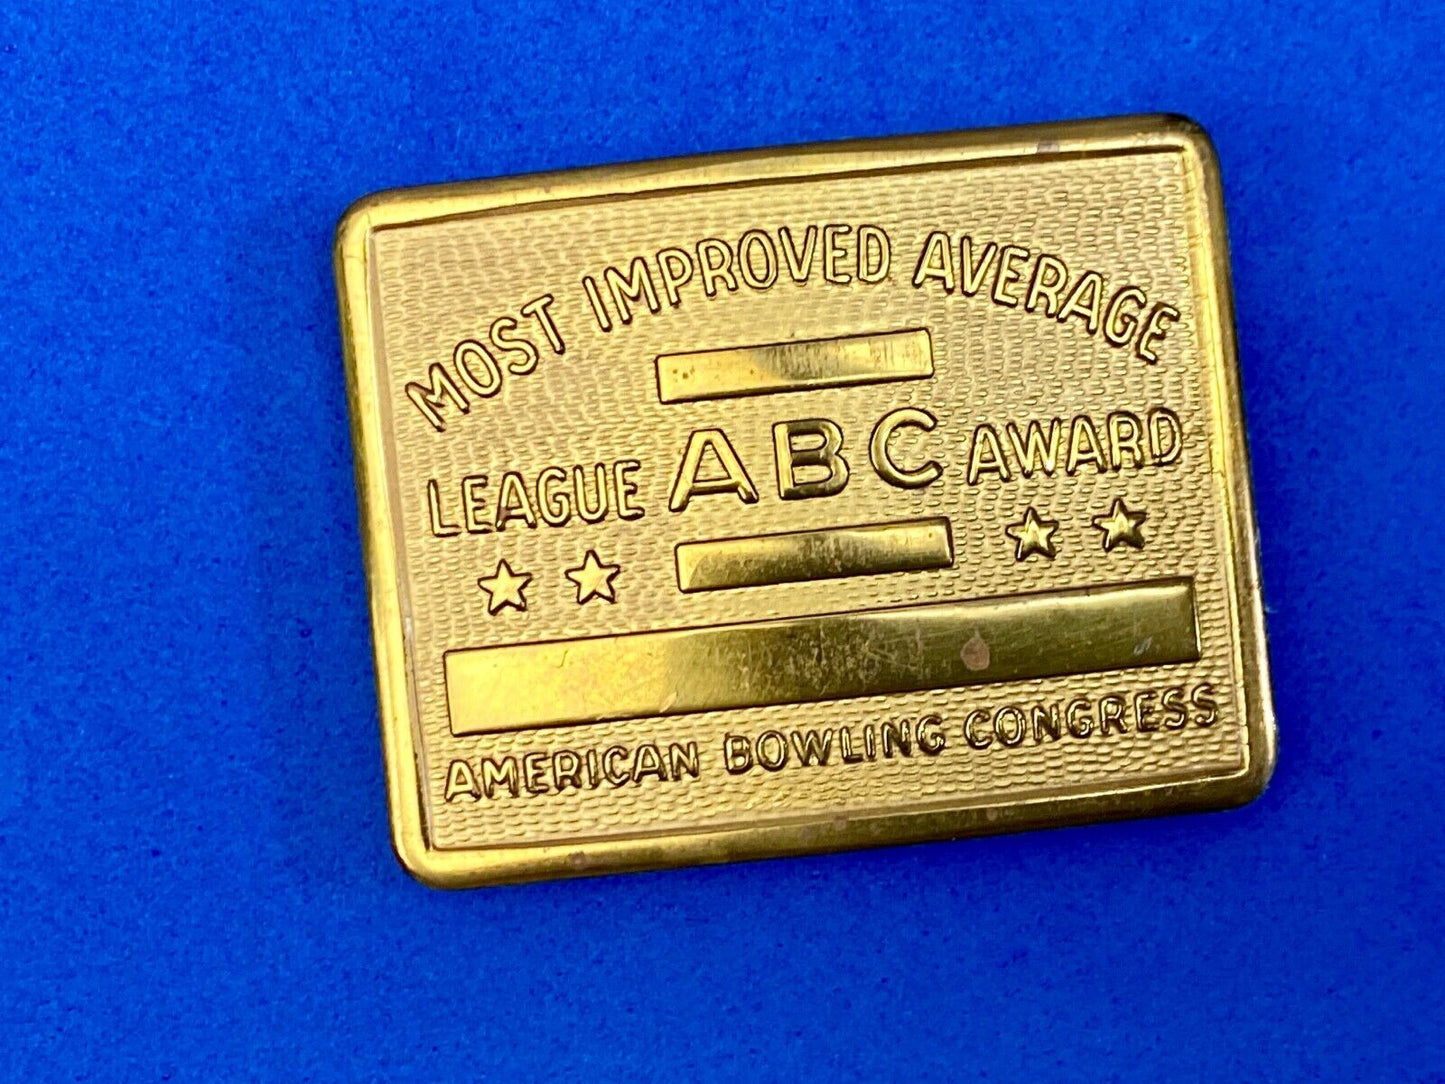 MOST IMPROVED AVERAGE
LEAGUE ABC AWARD
AMERICAN BOWLING CONGRESS